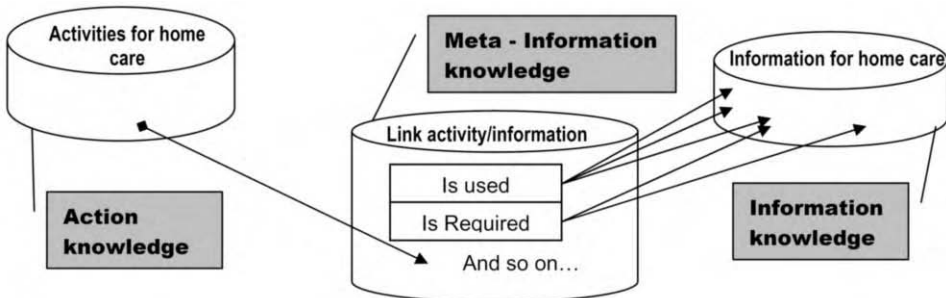 Activities for home
care
Meta - Information
knowledge
Information for home care
Link activity/information
Is used
Is Required
And so on...
Action
knowledge
Information
knowledge